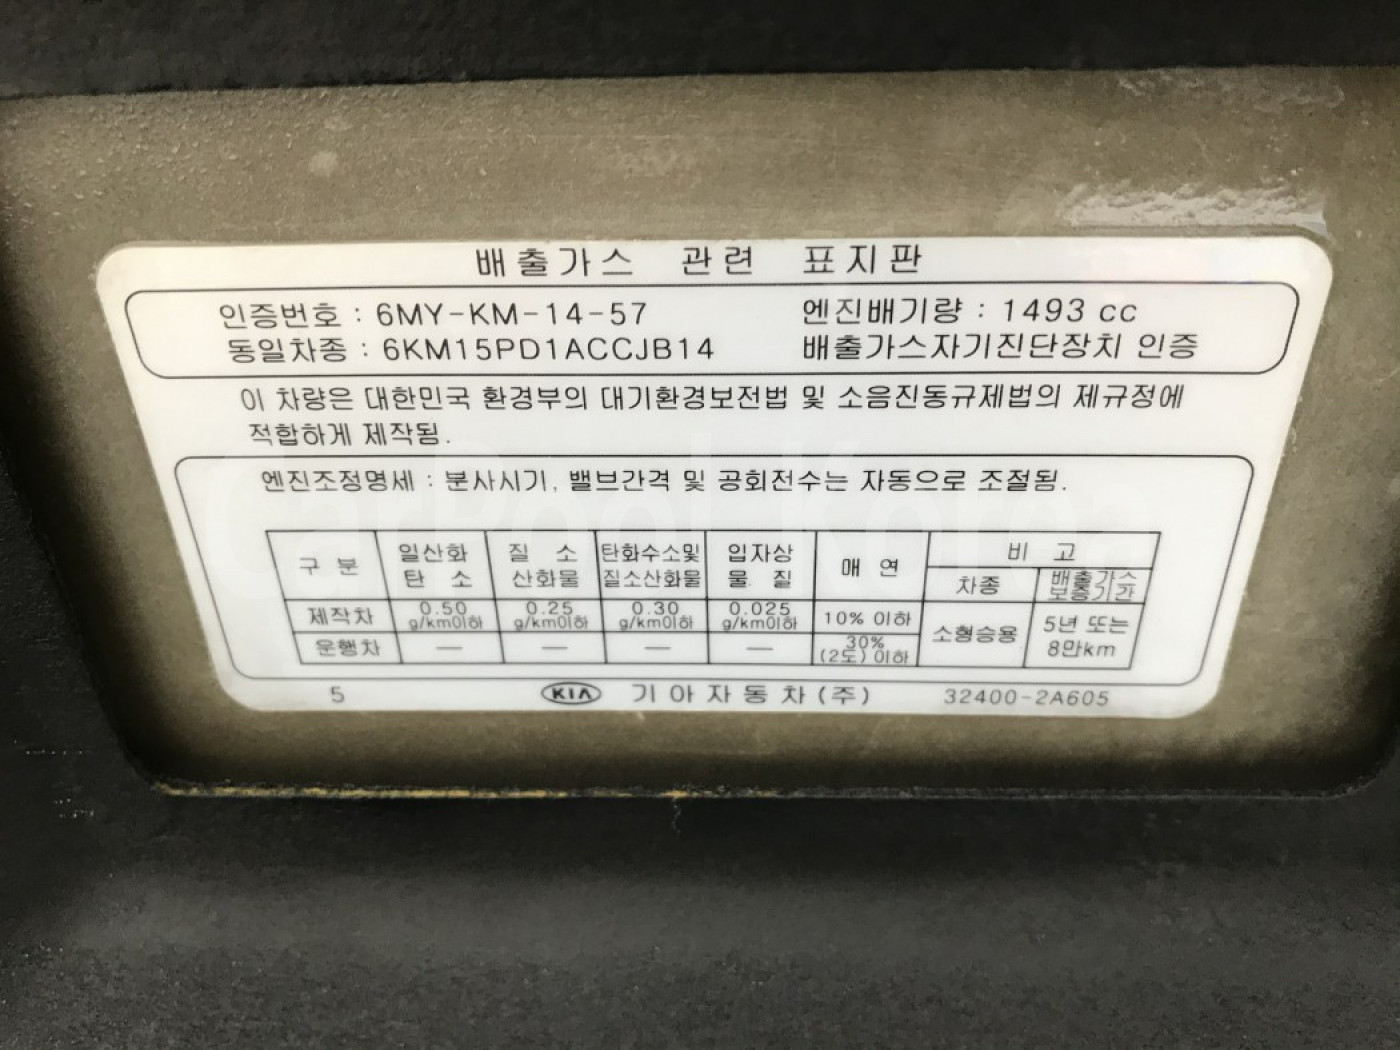 배출가스 관련 표지판
인증번호 : 6MY-KM-14-57 엔진배기량 : 1493 cc
동일차종 : 6KM15PD1ACCJB14 배출가스자기진단장치 인증
이 차량은 대한민국 환경부의 대기환경보전법 및 소음진동규제법의 제규정에
적합하게 제작됨.
엔진조정명세 : 분사시기, 밸브간격 및 공회전수는 자동으로 조절됨.
구 분 일산화 탄 소 질 소 산화물 탄화수소및 질소산화물 입자상 물 질 매 연 비 고
차종 배출가스 보증기간
제작차 0.50 g/km이하 0.25 g/km이하 0.30 g/km이하 0.025 g/km이하 10% 이하 소형승용 5년 또는 8만km
운행차 — — — — 30% (2도) 이하
5 KIA 기아자동차(주) 32400-2A605
CarPool Korea